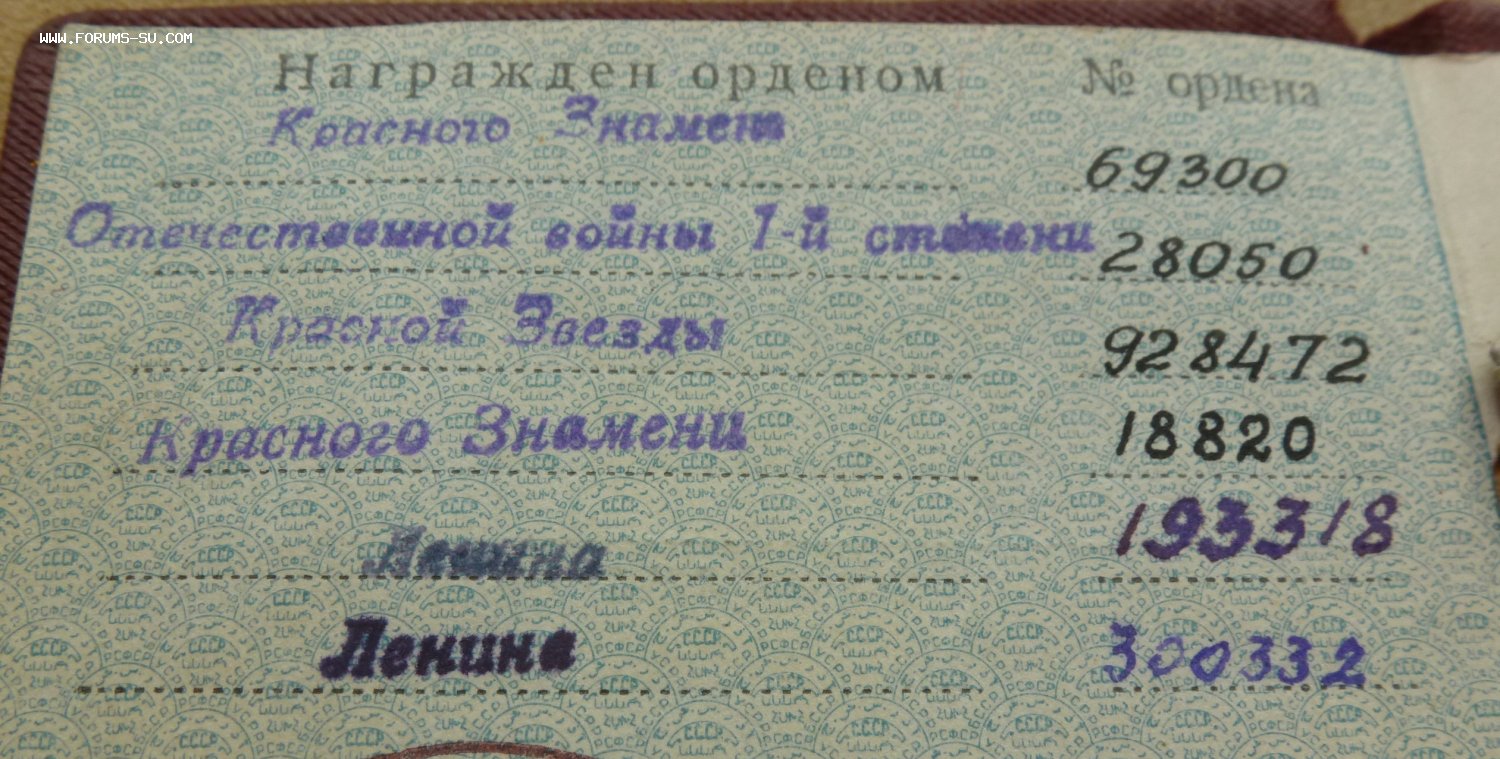 WWW.FORUMS-SU.COM
Награжден орденом № ордена
Красного Знамени 69300
Отечественной войны 1-й степени 28050
Красной Звезды 928472
Красного Знамени 18820
Ленина 193318
Ленина 300332